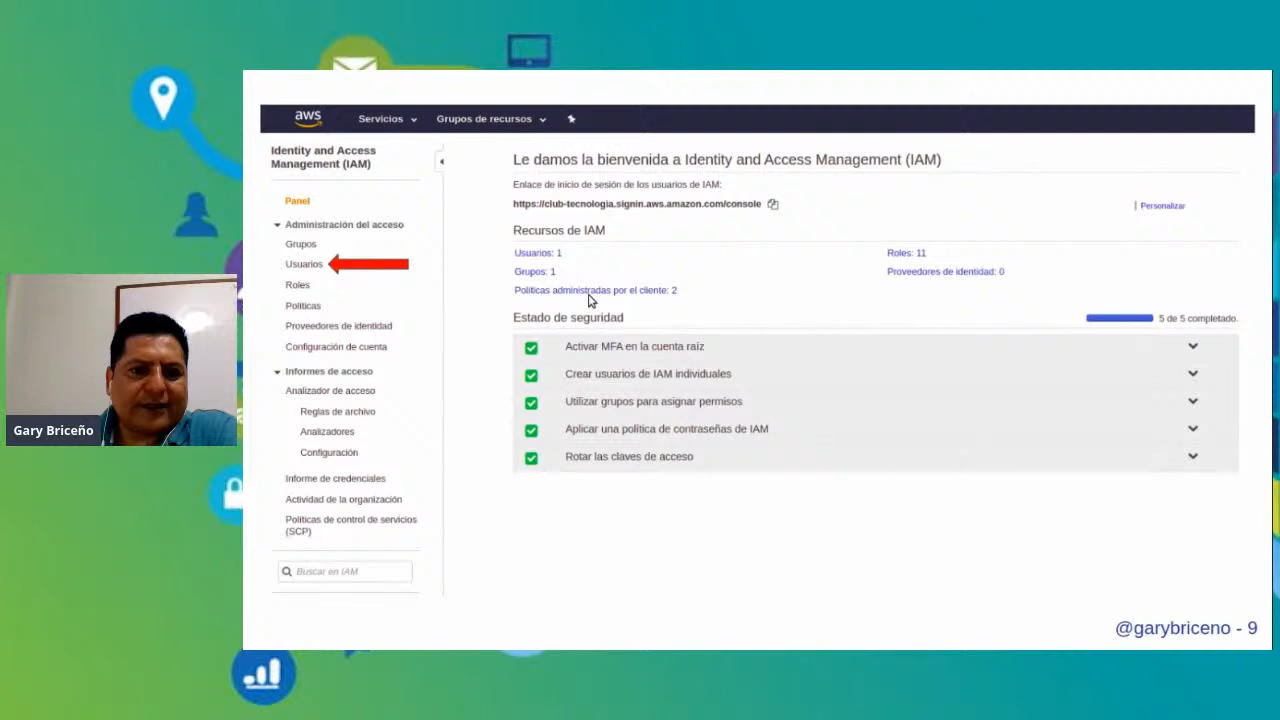 aws
Servicios
Grupos de recursos
Identity and Access
Management (IAM)
Panel
Administración del acceso
Grupos
Usuarios
Roles
Políticas
Proveedores de identidad
Configuración de cuenta
Informes de acceso
Analizador de acceso
Reglas de archivo
Analizadores
Configuración
Informe de credenciales
Actividad de la organización
Políticas de control de servicios
(SCP)
Buscar en IAM
Le damos la bienvenida a Identity and Access Management (IAM)
Enlace de inicio de sesión de los usuarios de IAM:
https://club-tecnologia.signin.aws.amazon.com/console
Personalizar
Recursos de IAM
Usuarios: 1
Roles: 11
Grupos: 1
Proveedores de identidad: 0
Políticas administradas por el cliente: 2
Estado de seguridad
5 de 5 completado.
Activar MFA en la cuenta raíz
Crear usuarios de IAM individuales
Utilizar grupos para asignar permisos
Aplicar una política de contraseñas de IAM
Rotar las claves de acceso
Gary Briceño
@garybriceno - 9